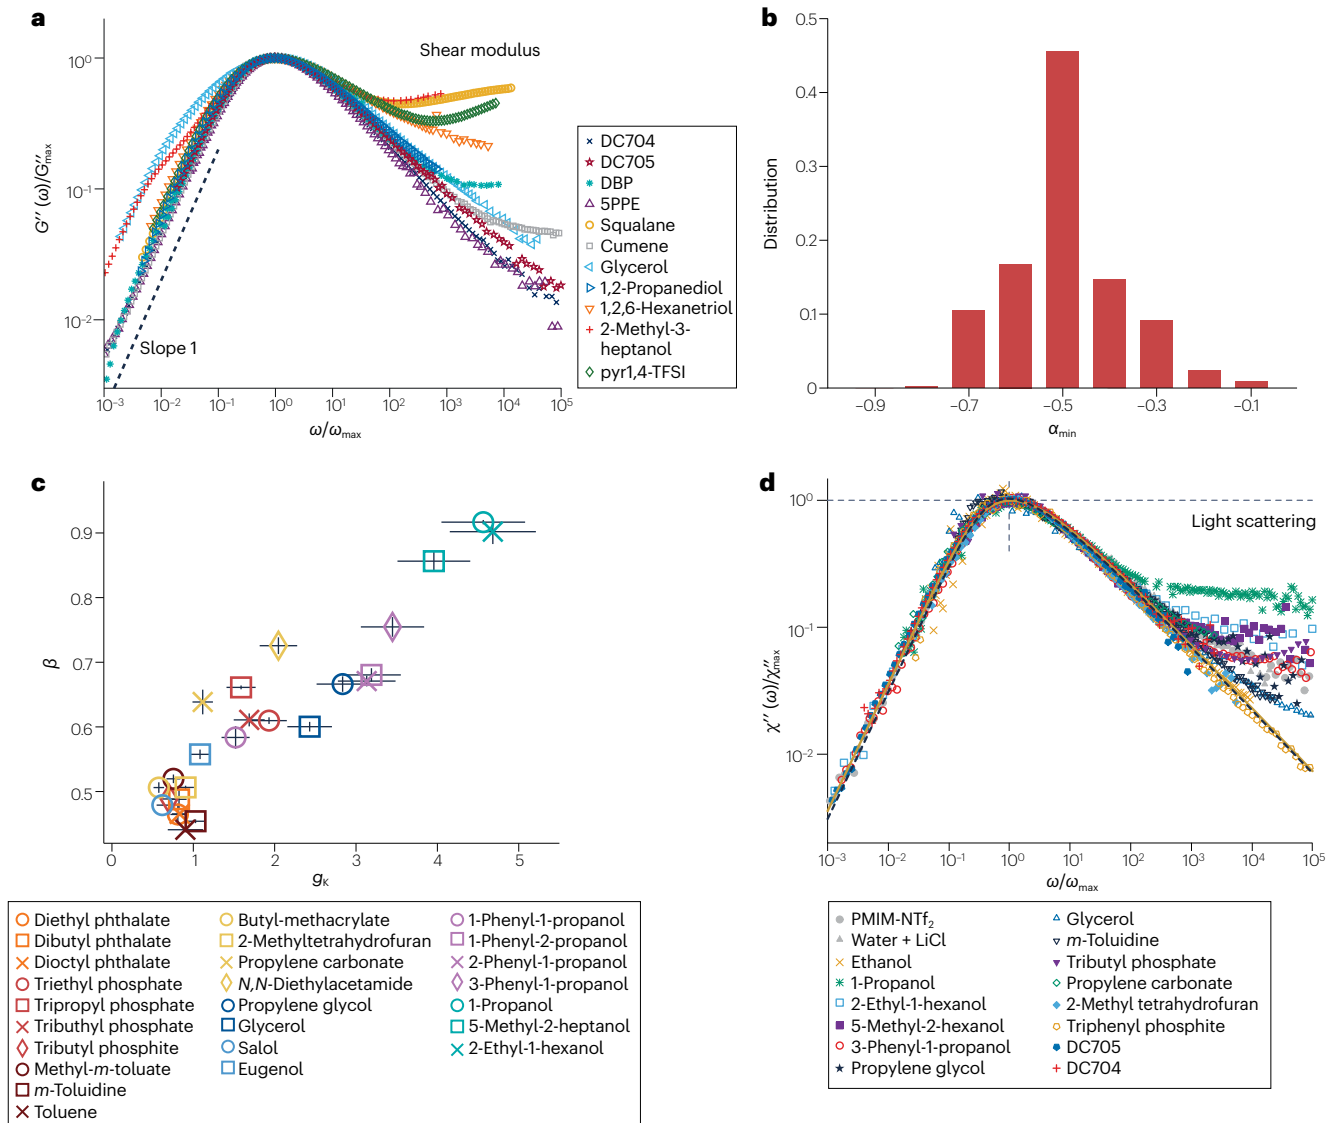 a
Shear modulus
G″ (ω)/G″max
10⁰
10⁻¹
10⁻²
Slope 1
10⁻³ 10⁻² 10⁻¹ 10⁰ 10¹ 10² 10³ 10⁴ 10⁵
ω/ωmax
DC704
DC705
DBP
5PPE
Squalane
Cumene
Glycerol
1,2-Propanediol
1,2,6-Hexanetriol
2-Methyl-3-
heptanol
pyr1,4-TFSI
b
Distribution
0.5
0.4
0.3
0.2
0.1
0
−0.9 −0.7 −0.5 −0.3 −0.1
αmin
c
β
0.9
0.8
0.7
0.6
0.5
0 1 2 3 4 5
gK
Diethyl phthalate
Dibutyl phthalate
Dioctyl phthalate
Triethyl phosphate
Tripropyl phosphate
Tributhyl phosphate
Tributyl phosphite
Methyl-m-toluate
m-Toluidine
Toluene
Butyl-methacrylate
2-Methyltetrahydrofuran
Propylene carbonate
N,N-Diethylacetamide
Propylene glycol
Glycerol
Salol
Eugenol
1-Phenyl-1-propanol
1-Phenyl-2-propanol
2-Phenyl-1-propanol
3-Phenyl-1-propanol
1-Propanol
5-Methyl-2-heptanol
2-Ethyl-1-hexanol
d
Light scattering
χ″ (ω)/χ″max
10⁰
10⁻¹
10⁻²
10⁻³ 10⁻² 10⁻¹ 10⁰ 10¹ 10² 10³ 10⁴ 10⁵
ω/ωmax
PMIM-NTf₂
Water + LiCl
Ethanol
1-Propanol
2-Ethyl-1-hexanol
5-Methyl-2-hexanol
3-Phenyl-1-propanol
Propylene glycol
Glycerol
m-Toluidine
Tributyl phosphate
Propylene carbonate
2-Methyl tetrahydrofuran
Triphenyl phosphite
DC705
DC704